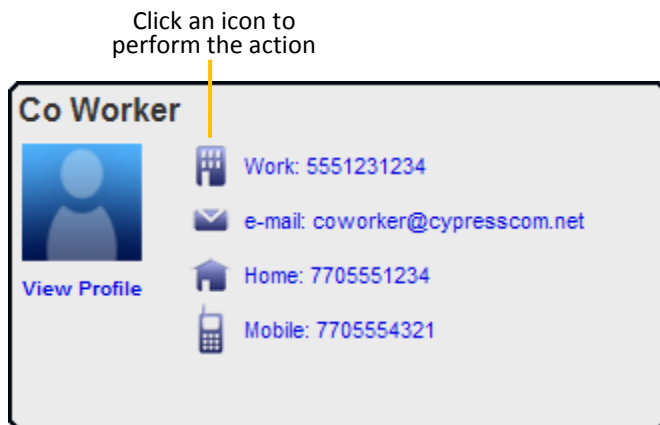 Click an icon to
perform the action
Co Worker
Work: 5551231234
e-mail: coworker@cypresscom.net
View Profile
Home: 7705551234
Mobile: 7705554321